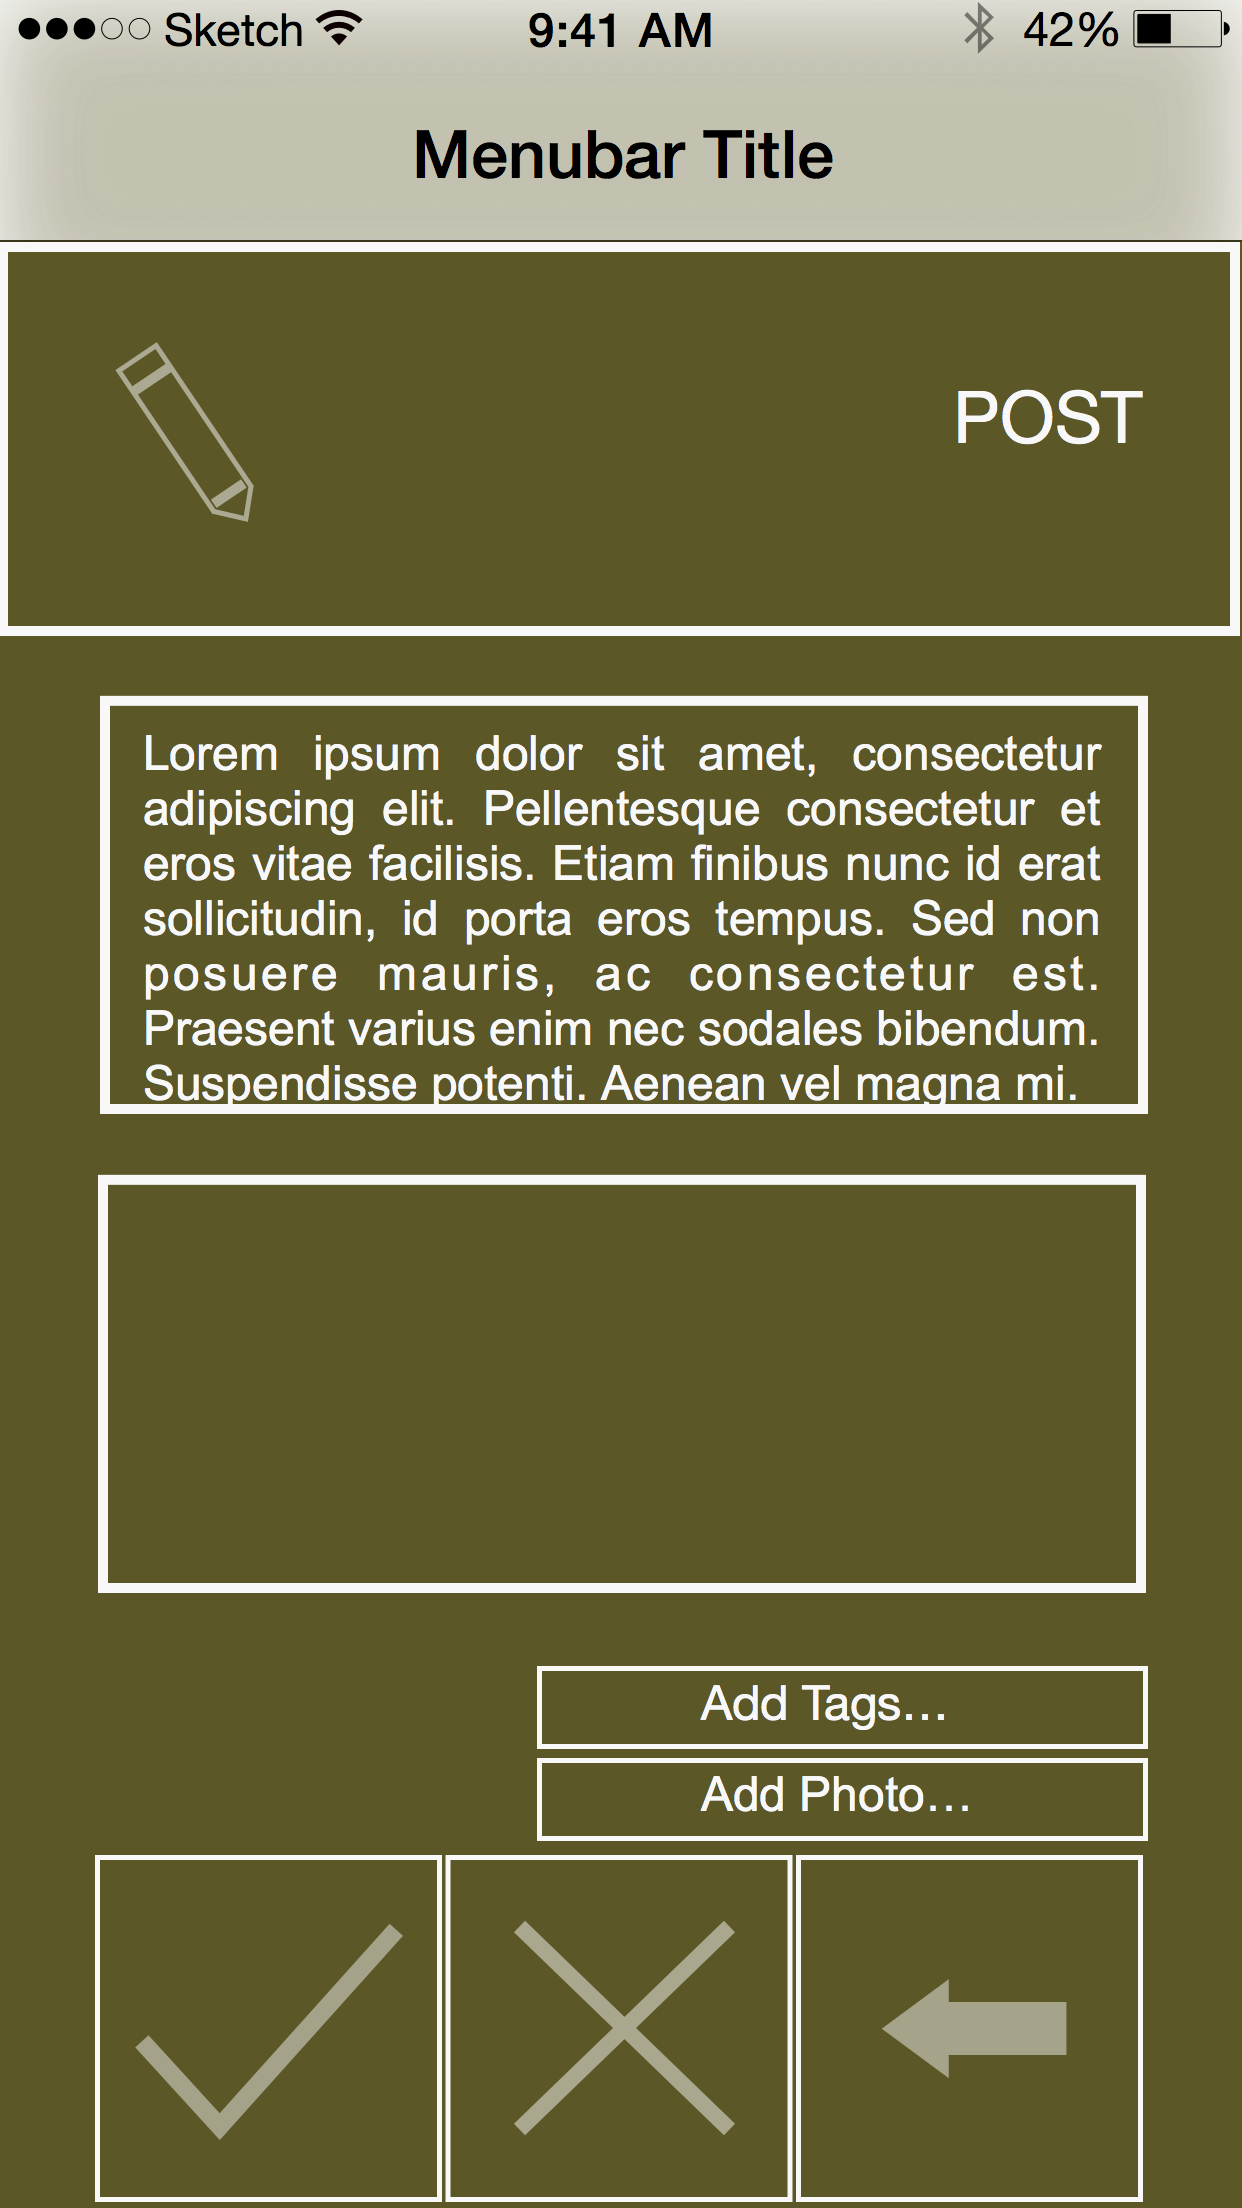 Sketch 9:41 AM 42%
Menubar Title
POST
Lorem ipsum dolor sit amet, consectetur
adipiscing elit. Pellentesque consectetur et
eros vitae facilisis. Etiam finibus nunc id erat
sollicitudin, id porta eros tempus. Sed non
posuere mauris, ac consectetur est.
Praesent varius enim nec sodales bibendum.
Suspendisse potenti. Aenean vel magna mi.
Add Tags…
Add Photo…